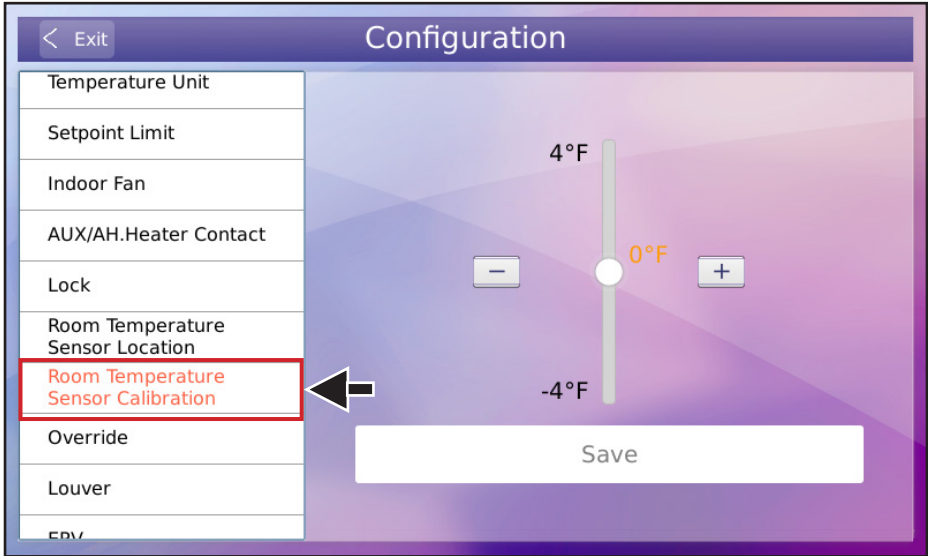 Exit
Configuration
Temperature Unit
Setpoint Limit
Indoor Fan
AUX/AH.Heater Contact
Lock
Room Temperature
Sensor Location
Room Temperature
Sensor Calibration
Override
Louver
ERV
4°F
0°F
−
+
-4°F
Save